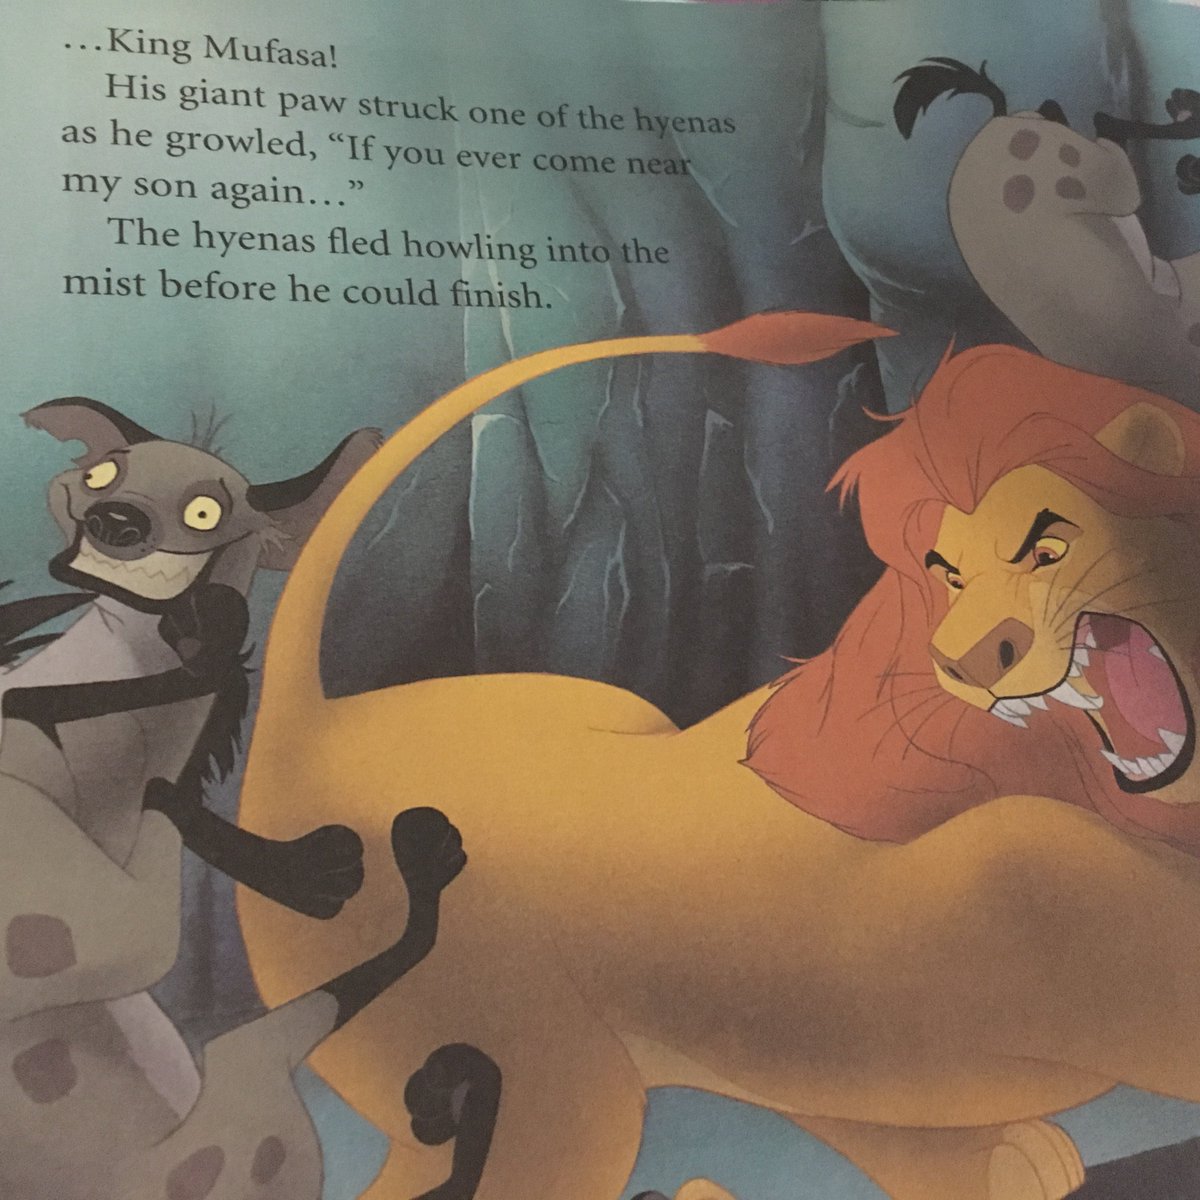 …King Mufasa!
His giant paw struck one of the hyenas
as he growled, “If you ever come near
my son again…”
The hyenas fled howling into the
mist before he could finish.